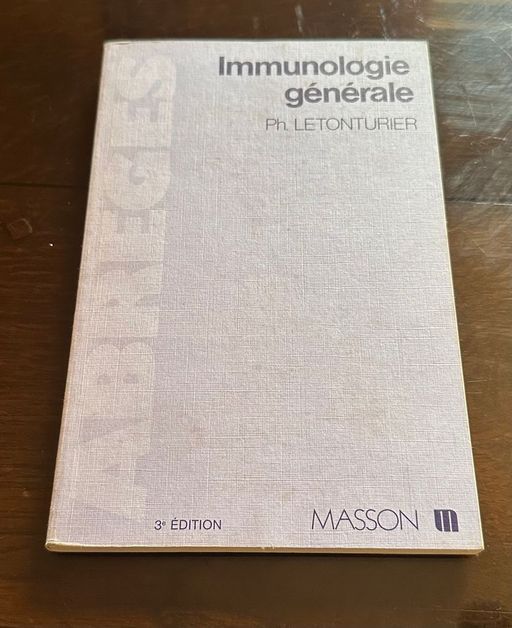 Immunologie
générale
Ph. LETONTURIER
ABRÉGÉS
3e ÉDITION
MASSON m